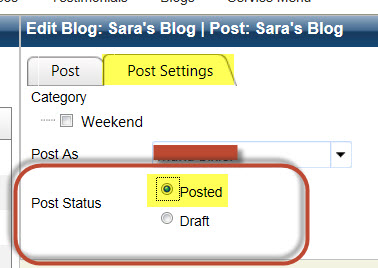 Testimonials Blogs Service Menu
Edit Blog: Sara's Blog | Post: Sara's Blog
Post Post Settings
Category
Weekend
Post As
Post Status
Posted
Draft